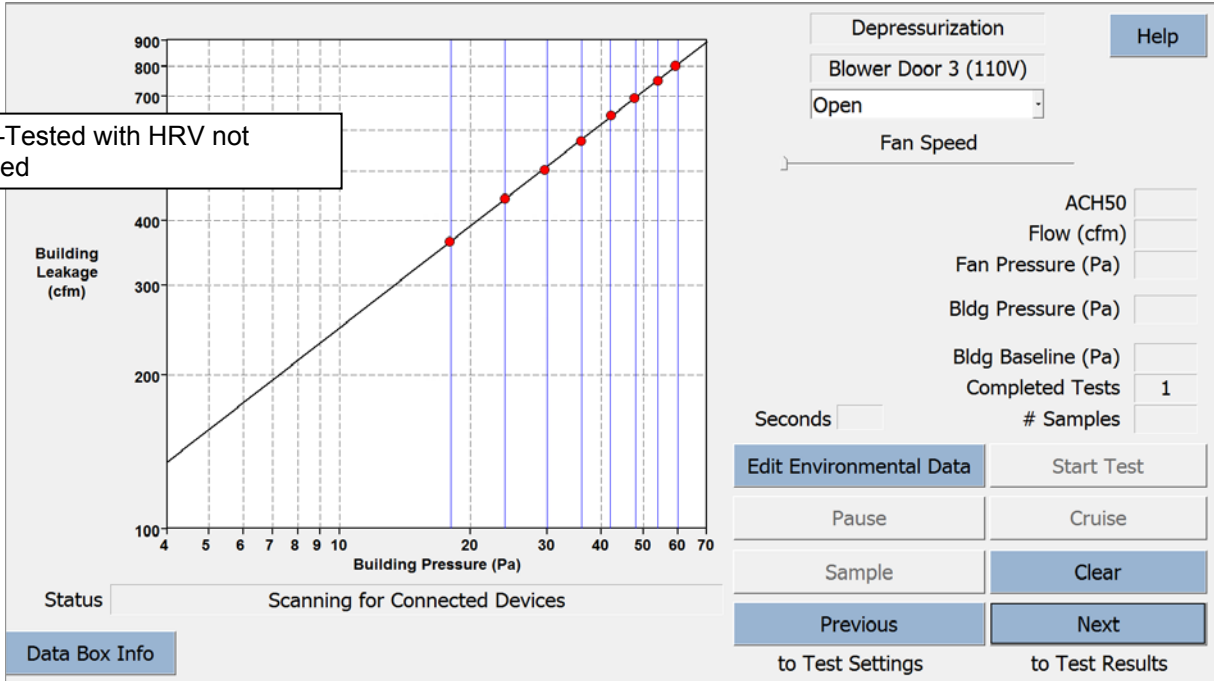 Depressurization
Help
Blower Door 3 (110V)
Open
Fan Speed
-Tested with HRV not
ed
900
800
700
400
300
200
100
Building
Leakage
(cfm)
4 5 6 7 8 9 10 20 30 40 50 60 70
Building Pressure (Pa)
ACH50
Flow (cfm)
Fan Pressure (Pa)
Bldg Pressure (Pa)
Bldg Baseline (Pa)
Completed Tests 1
Seconds # Samples
Edit Environmental Data Start Test
Pause Cruise
Sample Clear
Previous Next
to Test Settings to Test Results
Status Scanning for Connected Devices
Data Box Info